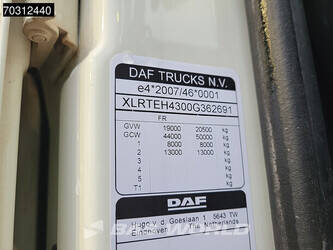 70312440
DAF TRUCKS N.V.
e4*2007/46*0001
XLRTEH4300G362691
FR
GVW 19000 20500 kg
GCW 44000 50000 kg
1 8000 8000 kg
2 13000 13000 kg
3 kg
4 kg
5 kg
T1 kg
DAF
Hugo v.d. Goeslaan 1 5643 TW
Eindhoven The Netherlands